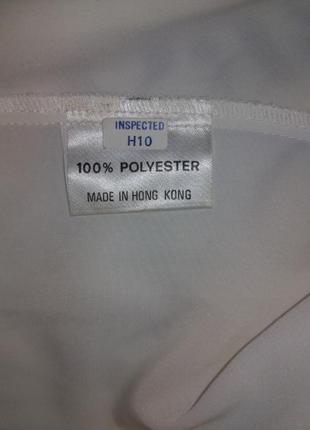 INSPECTED
H10
100% POLYESTER
MADE IN HONG KONG